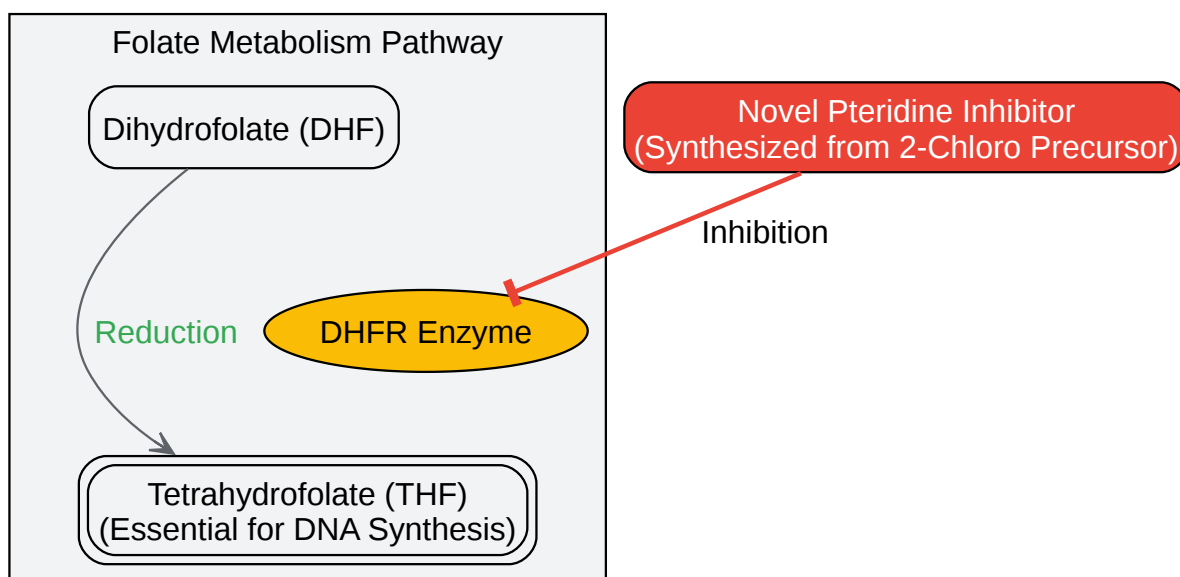 Folate Metabolism Pathway
Dihydrofolate (DHF)
Novel Pteridine Inhibitor
(Synthesized from 2-Chloro Precursor)
Inhibition
Reduction
DHFR Enzyme
Tetrahydrofolate (THF)
(Essential for DNA Synthesis)